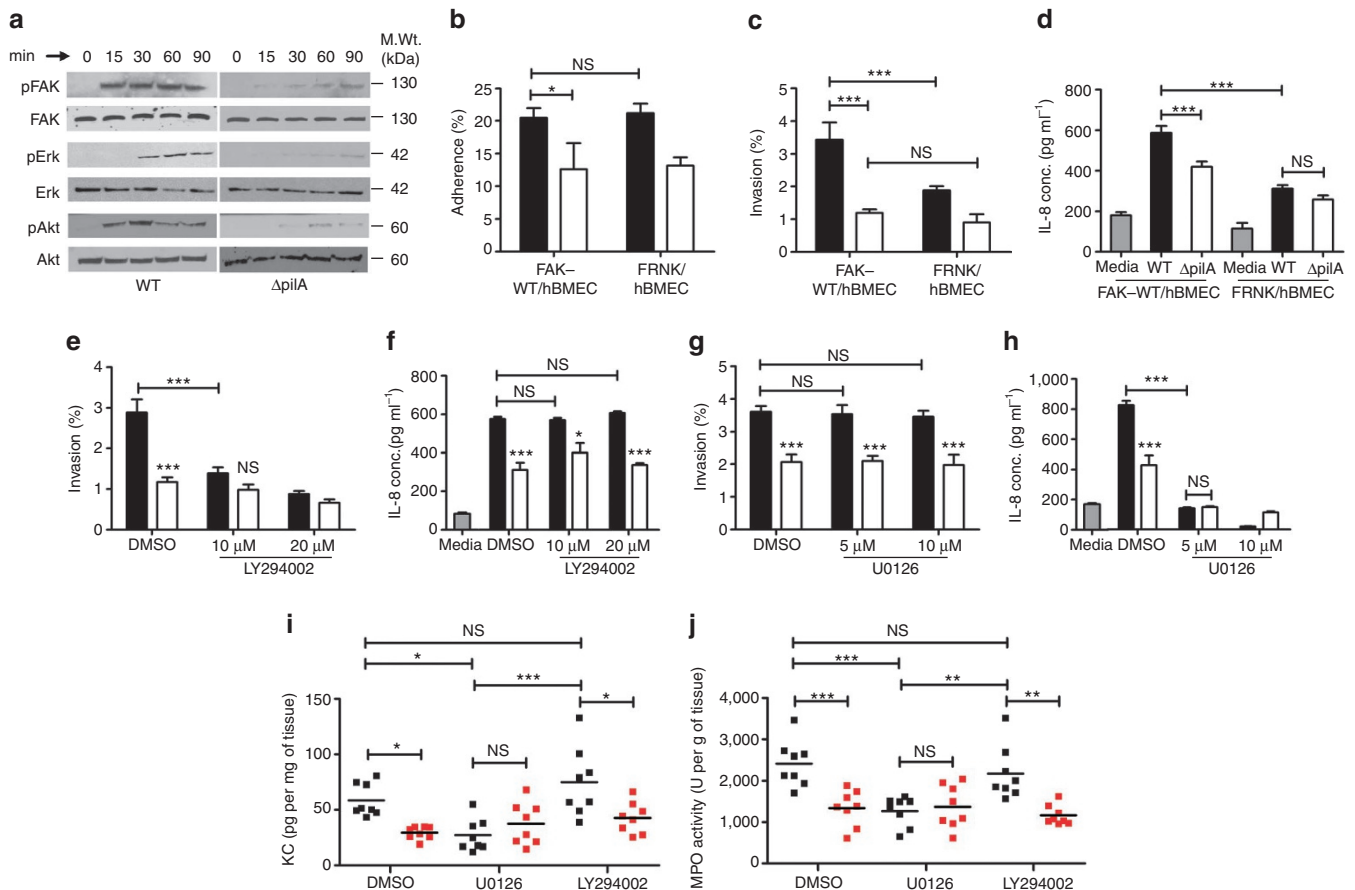 a
min 0 15 30 60 90 0 15 30 60 90 M.Wt. (kDa)
pFAK 130
FAK 130
pErk 42
Erk 42
pAkt 60
Akt 60
WT ΔpilA
b
Adherence (%)
25
20
15
10
5
0
NS
*
FAK–
WT/hBMEC
FRNK/
hBMEC
c
Invasion (%)
5
4
3
2
1
0
***
***
NS
FAK–
WT/hBMEC
FRNK/
hBMEC
d
IL-8 conc. (pg ml⁻¹)
800
600
400
200
0
***
***
NS
Media WT ΔpilA Media WT ΔpilA
FAK–WT/hBMEC FRNK/hBMEC
e
Invasion (%)
4
3
2
1
0
***
***
NS
DMSO 10 μM 20 μM
LY294002
f
IL-8 conc.(pg ml⁻¹)
800
600
400
200
0
NS
NS
*** * ***
Media DMSO 10 μM 20 μM
LY294002
g
Invasion (%)
5
4
3
2
1
0
NS
NS
*** *** ***
DMSO 5 μM 10 μM
U0126
h
IL-8 conc. (pg ml⁻¹)
1,000
800
600
400
200
0
***
***
NS
Media DMSO 5 μM 10 μM
U0126
i
KC (pg per mg of tissue)
150
100
50
0
NS
*
***
*
*
NS
DMSO U0126 LY294002
j
MPO activity (U per g of tissue)
4,000
3,000
2,000
1,000
0
NS
***
**
***
**
NS
DMSO U0126 LY294002